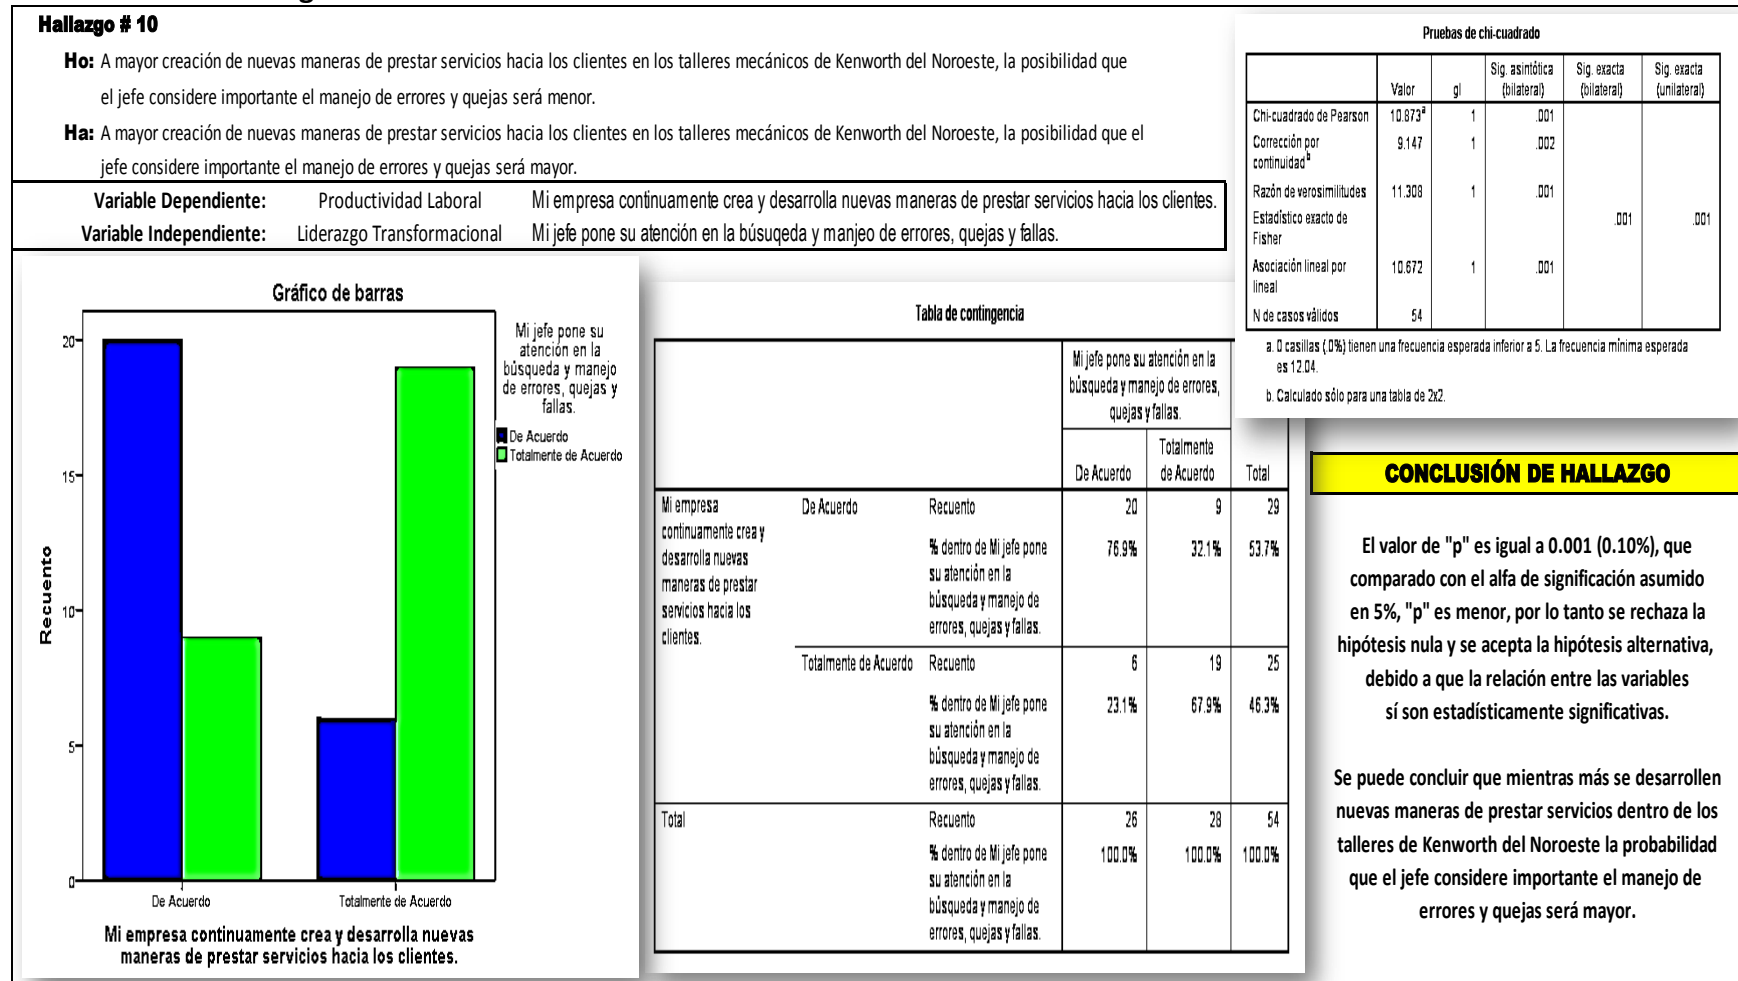 Hallazgo # 10
Ho: A mayor creación de nuevas maneras de prestar servicios hacia los clientes en los talleres mecánicos de Kenworth del Noroeste, la posibilidad que
el jefe considere importante el manejo de errores y quejas será menor.
Ha: A mayor creación de nuevas maneras de prestar servicios hacia los clientes en los talleres mecánicos de Kenworth del Noroeste, la posibilidad que el
jefe considere importante el manejo de errores y quejas será mayor.
Variable Dependiente: Productividad Laboral Mi empresa continuamente crea y desarrolla nuevas maneras de prestar servicios hacia los clientes.
Variable Independiente: Liderazgo Transformacional Mi jefe pone su atención en la búsuqeda y manjeo de errores, quejas y fallas.
Pruebas de chi-cuadrado
Valor gl Sig. asintótica (bilateral) Sig. exacta (bilateral) Sig. exacta (unilateral)
Chi-cuadrado de Pearson 10.873a 1 .001
Corrección por continuidadb 9.147 1 .002
Razón de verosimilitudes 11.308 1 .001
Estadístico exacto de Fisher .001 .001
Asociación lineal por lineal 10.672 1 .001
N de casos válidos 54
a. 0 casillas (.0%) tienen una frecuencia esperada inferior a 5. La frecuencia mínima esperada
es 12.04.
b. Calculado sólo para una tabla de 2x2.
Gráfico de barras
Mi jefe pone su
atención en la
búsqueda y manejo
de errores, quejas y
fallas.
De Acuerdo
Totalmente de Acuerdo
Recuento
20
15
10
5
0
De Acuerdo Totalmente de Acuerdo
Mi empresa continuamente crea y desarrolla nuevas
maneras de prestar servicios hacia los clientes.
Tabla de contingencia
Mi jefe pone su atención en la
búsqueda y manejo de errores,
quejas y fallas.
De Acuerdo Totalmente de Acuerdo Total
Mi empresa
continuamente crea y
desarrolla nuevas
maneras de prestar
servicios hacia los
clientes.
De Acuerdo Recuento 20 9 29
% dentro de Mi jefe pone 76.9% 32.1% 53.7%
su atención en la
búsqueda y manejo de
errores, quejas y fallas.
Totalmente de Acuerdo Recuento 6 19 25
% dentro de Mi jefe pone 23.1% 67.9% 46.3%
su atención en la
búsqueda y manejo de
errores, quejas y fallas.
Total Recuento 26 28 54
% dentro de Mi jefe pone 100.0% 100.0% 100.0%
su atención en la
búsqueda y manejo de
errores, quejas y fallas.
CONCLUSIÓN DE HALLAZGO
El valor de "p" es igual a 0.001 (0.10%), que
comparado con el alfa de significación asumido
en 5%, "p" es menor, por lo tanto se rechaza la
hipótesis nula y se acepta la hipótesis alternativa,
debido a que la relación entre las variables
sí son estadísticamente significativas.
Se puede concluir que mientras más se desarrollen
nuevas maneras de prestar servicios dentro de los
talleres de Kenworth del Noroeste la probabilidad
que el jefe considere importante el manejo de
errores y quejas será mayor.